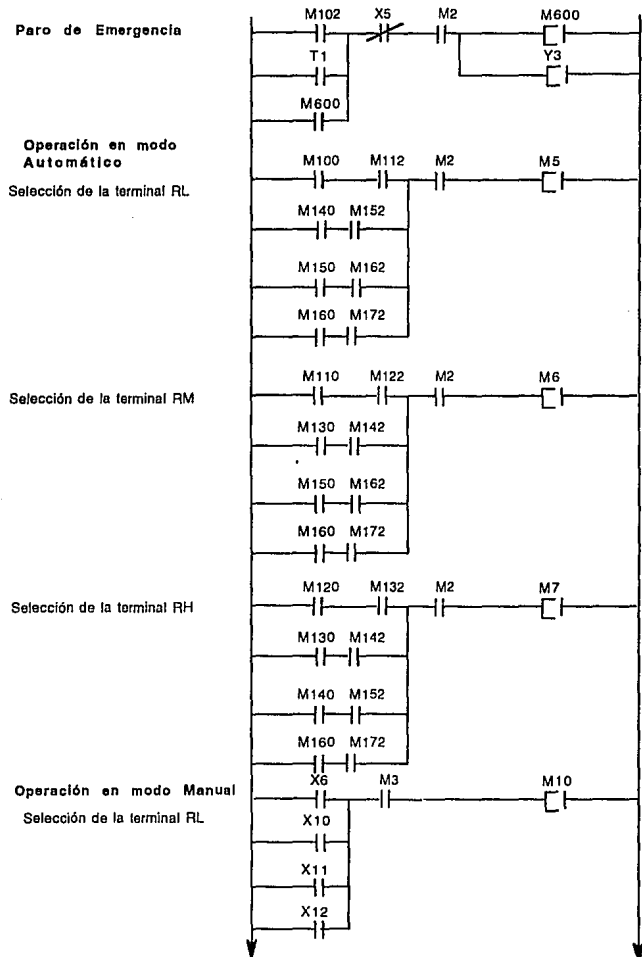 M102 X5 M2 M600
Paro de Emergencia
T1 Y3
M600
Operación en modo
Automático
M100 M112 M2 M5
Selección de la terminal RL
M140 M152
M150 M162
M160 M172
M110 M122 M2 M6
Selección de la terminal RM
M130 M142
M150 M162
M160 M172
M120 M132 M2 M7
Selección de la terminal RH
M130 M142
M140 M152
M160 M172
X6 M3 M10
Operación en modo Manual
Selección de la terminal RL
X10
X11
X12